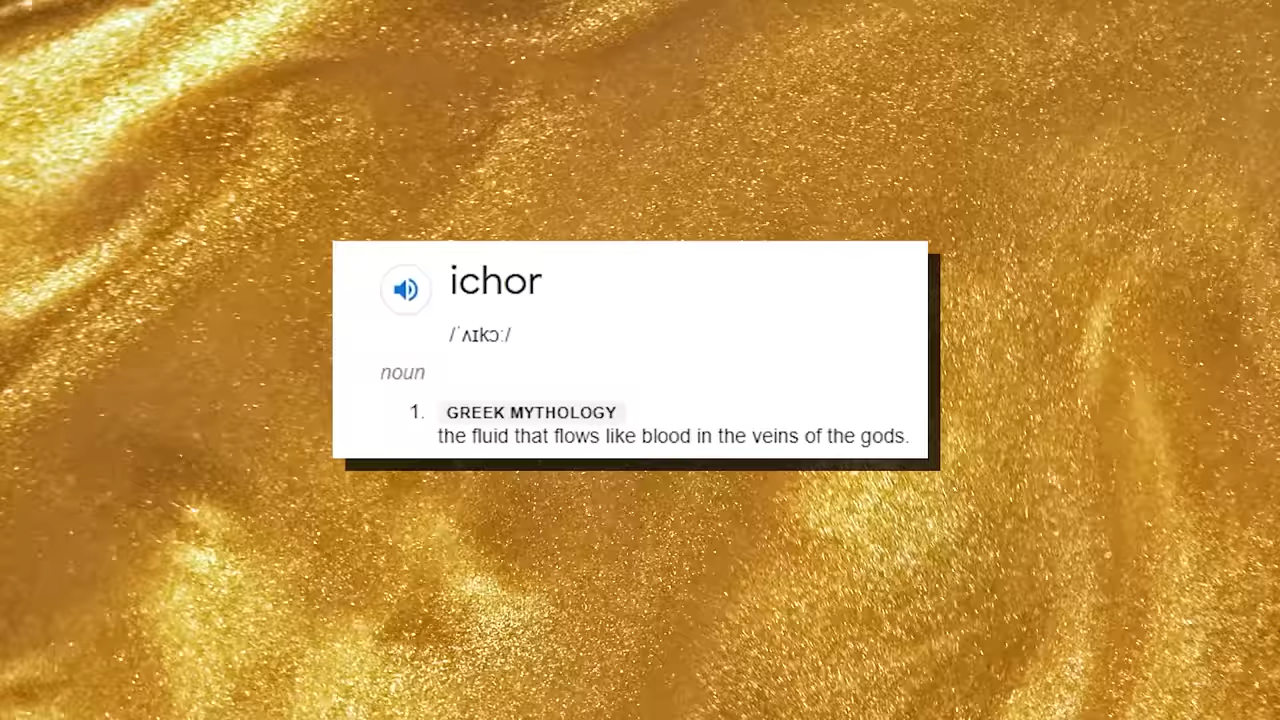 ichor
/ˈʌɪkɔː/
noun
1. GREEK MYTHOLOGY
the fluid that flows like blood in the veins of the gods.